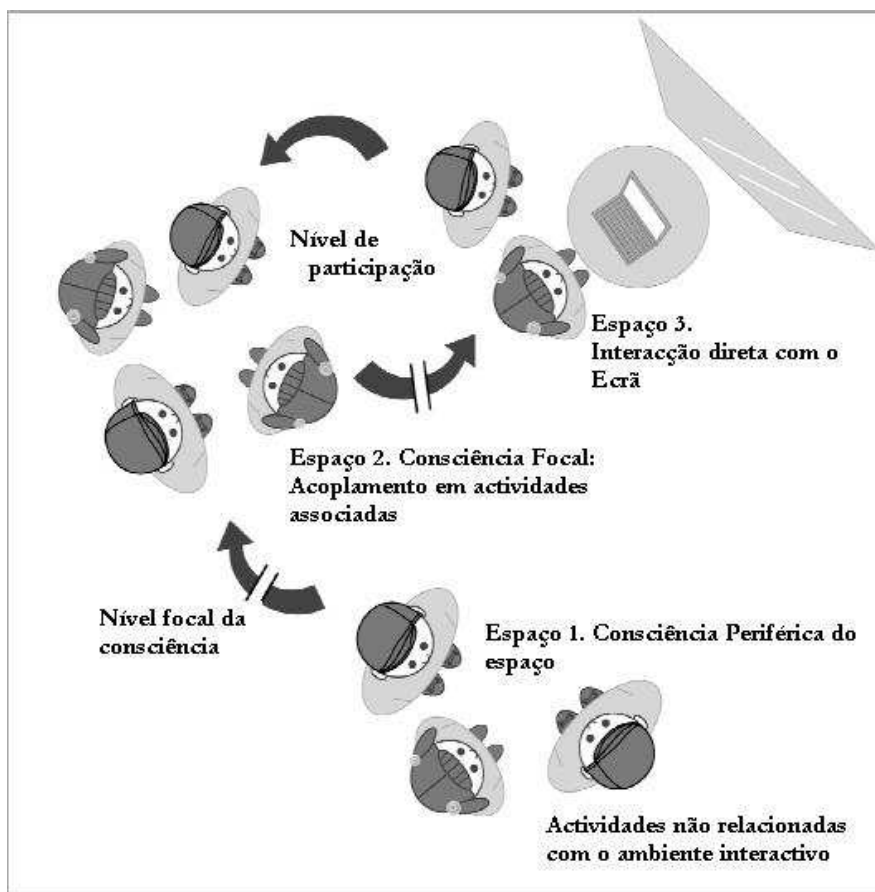 Nível de
participação
Espaço 3.
Interacção direta com o
Ecrã
Espaço 2. Consciência Focal:
Acoplamento em actividades
associadas
Nível focal da
consciência
Espaço 1. Consciência Periférica do
espaço
Actividades não relacionadas
com o ambiente interactivo